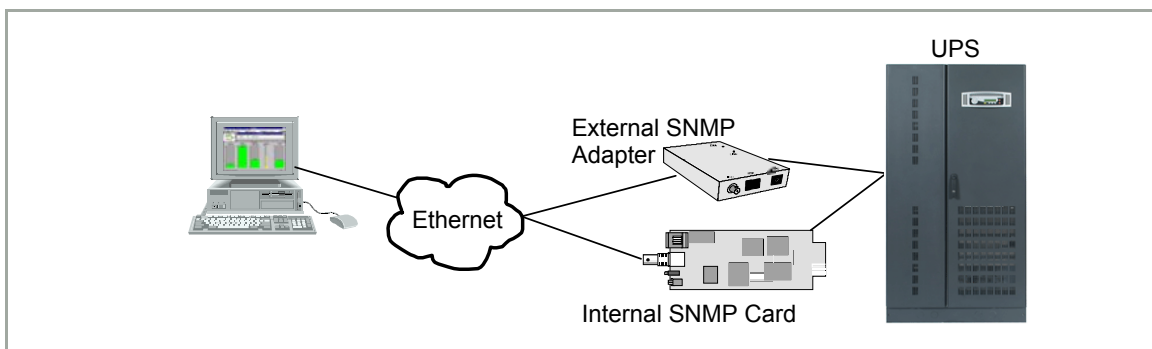 UPS
External SNMP
Adapter
Ethernet
Internal SNMP Card